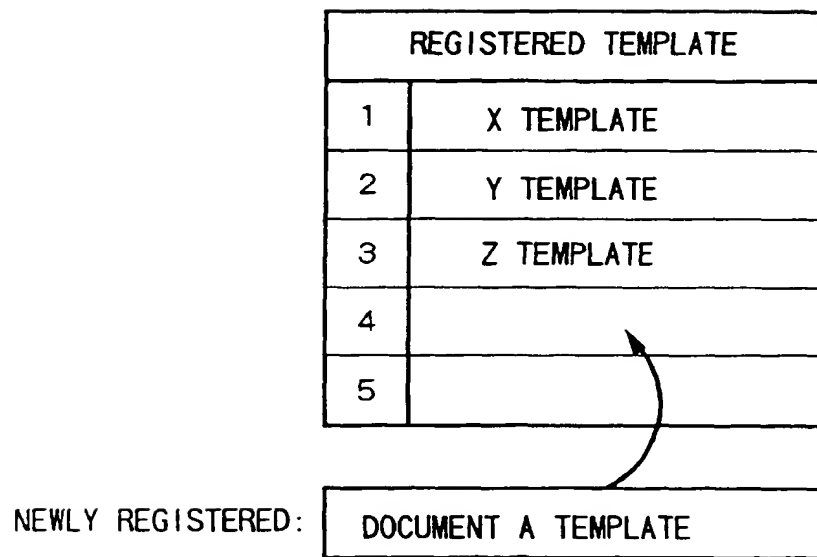 REGISTERED TEMPLATE
1 X TEMPLATE
2 Y TEMPLATE
3 Z TEMPLATE
4
5
NEWLY REGISTERED: DOCUMENT A TEMPLATE